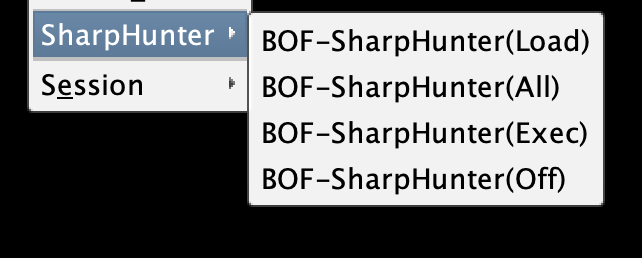 SharpHunter
Session
BOF-SharpHunter(Load)
BOF-SharpHunter(All)
BOF-SharpHunter(Exec)
BOF-SharpHunter(Off)